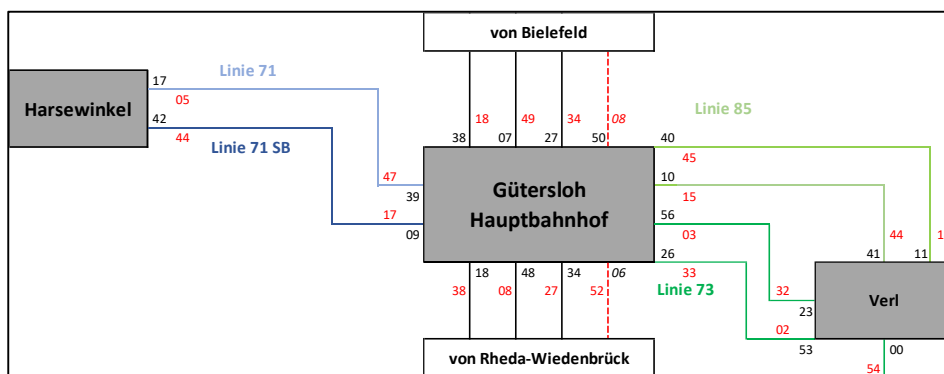 von Bielefeld
Linie 71
17
Harsewinkel
05
42
44
Linie 71 SB
18 49 34 08
38 07 27 50
40
Linie 85
45
47
39
17
09
Gütersloh
Hauptbahnhof
10
15
56
03
26
33
44
41 11
18 48 34 06
38 08 27 52
Linie 73
32
23
02
53
Verl
00
54
von Rheda-Wiedenbrück